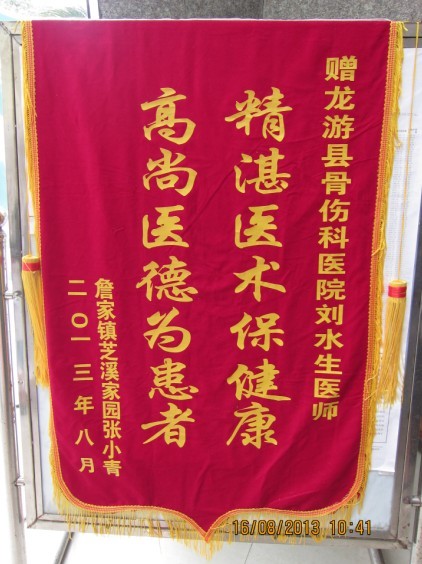 赠龙游县骨伤科医院刘水生医师
精湛医术保健康
高尚医德为患者
詹家镇芝溪家园张小青
二〇一三年八月
16/08/2013 10:41